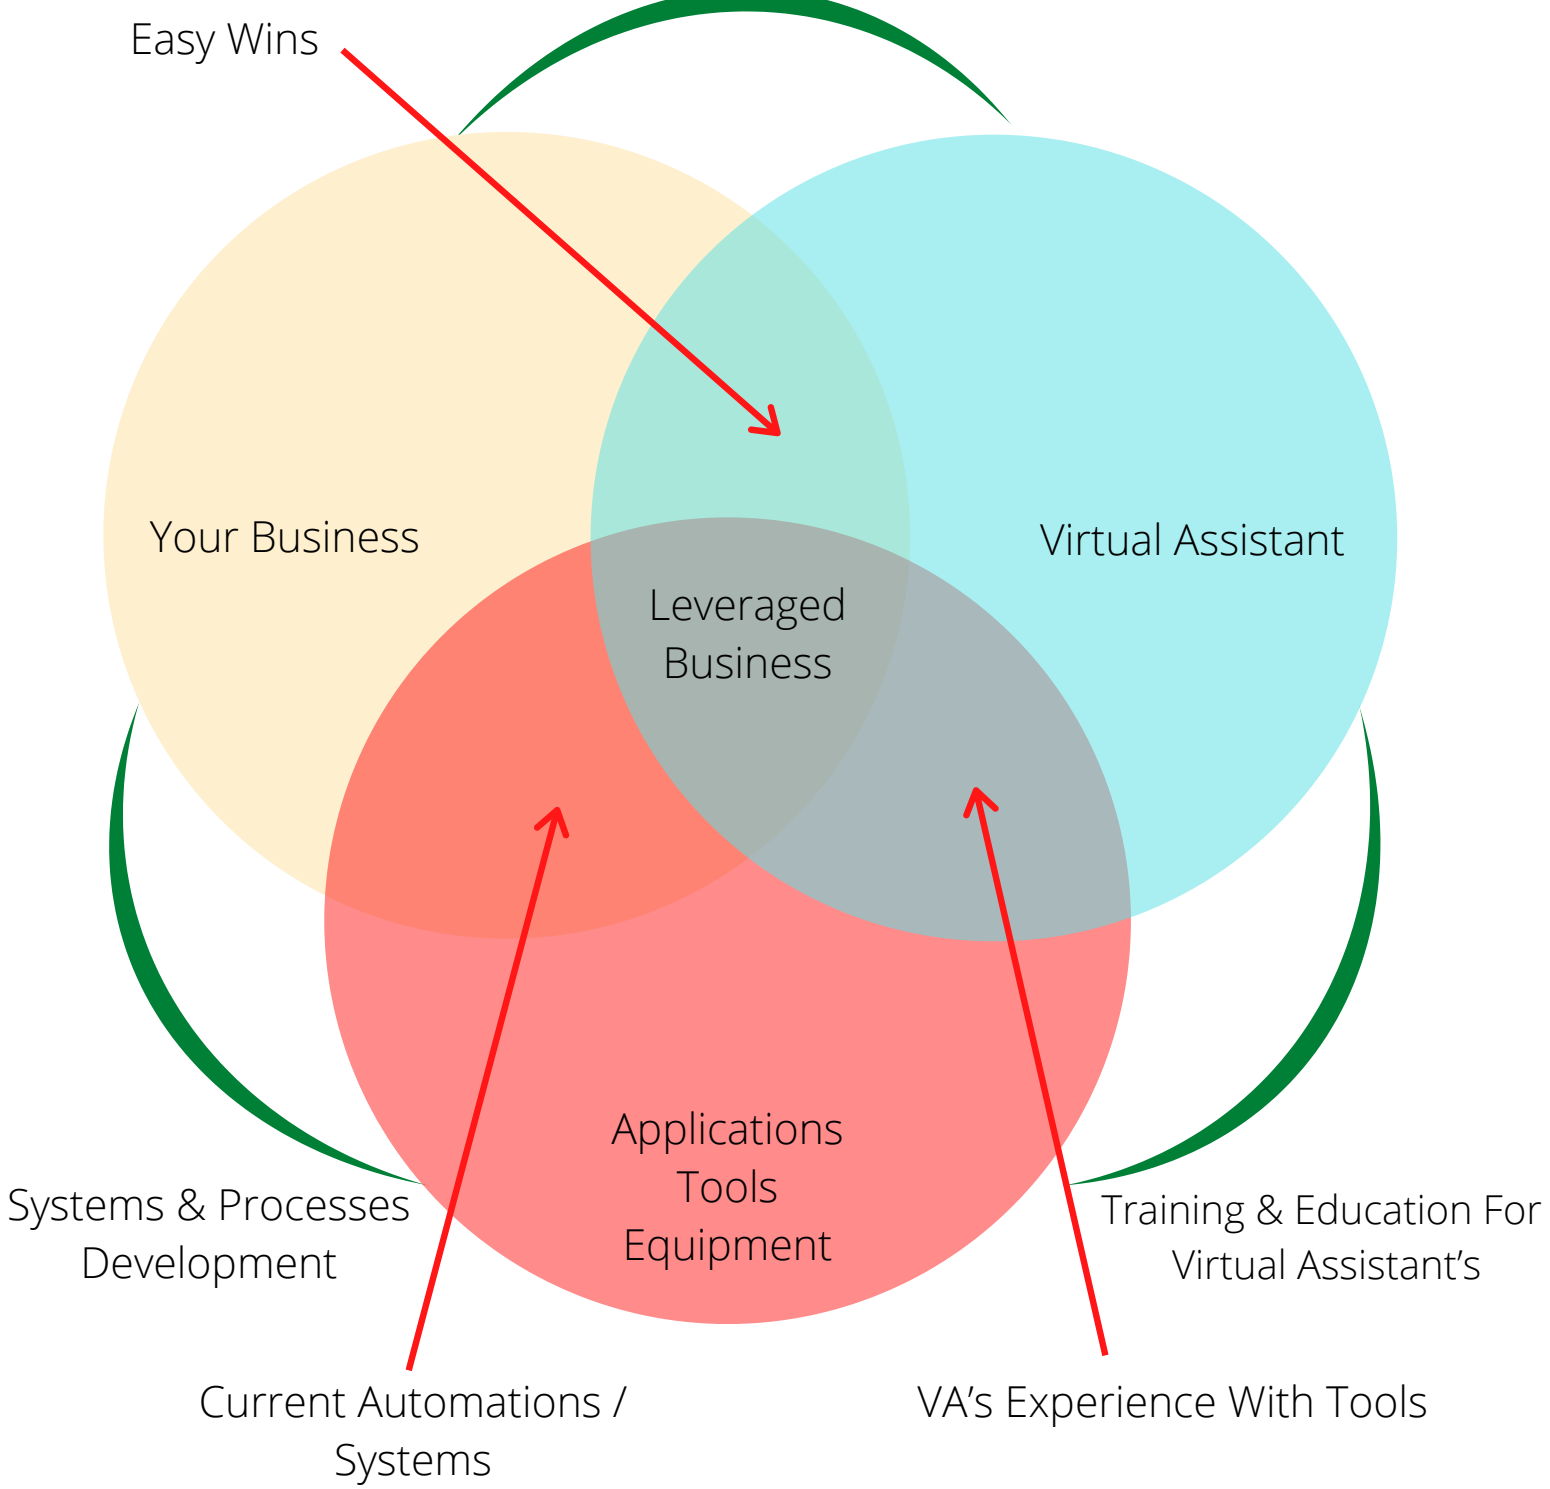 Easy Wins
Your Business
Virtual Assistant
Leveraged
Business
Applications
Tools
Equipment
Systems & Processes
Development
Training & Education For
Virtual Assistant’s
Current Automations /
Systems
VA’s Experience With Tools